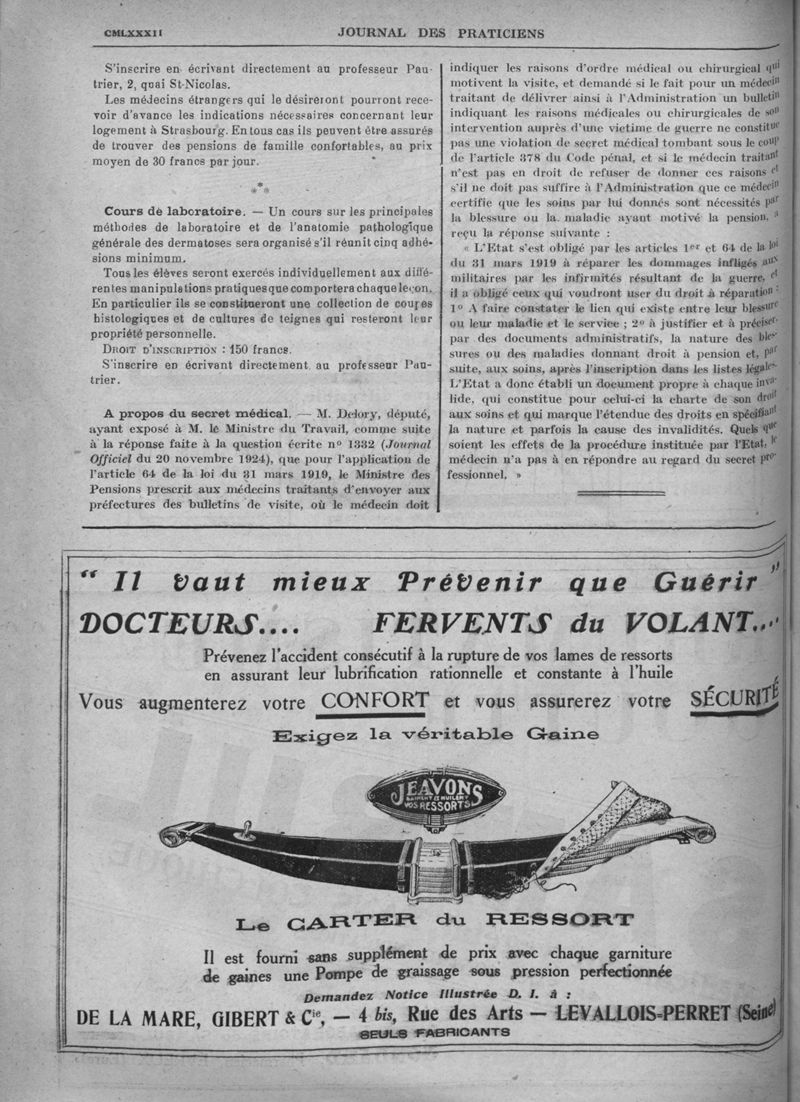 CMLXXXII
JOURNAL DES PRATICIENS
S'inscrire en écrivant directement au professeur Pau-
trier, 2, quai St-Nicolas.
Les médecins étrangers qui le désireront pourront rece-
voir d'avance les indications nécessaires concernant leur
logement à Strasbourg. En tous cas ils peuvent être assurés
de trouver des pensions de famille confortables, au prix
moyen de 30 francs par jour.
***
Cours de laboratoire. — Un cours sur les principales
méthodes de laboratoire et de l'anatomie pathologique
générale des dermatoses sera organisé s'il réunit cinq adhé-
sions minimum.
Tous les élèves seront exercés individuellement aux diffé-
rentes manipulations pratiques que comportera chaque leçon.
En particulier ils se constitueront une collection de coupes
histologiques et de cultures de teignes qui resteront leur
propriété personnelle.
DROIT D'INSCRIPTION : 150 francs.
S'inscrire en écrivant directement au professeur Pau-
trier.
A propos du secret médical. — M. Delory, député,
ayant exposé à M. le Ministre du Travail, comme suite
à la réponse faite à la question écrite n° 1332 (Journal
Officiel du 20 novembre 1924), que pour l'application de
l'article 64 de la loi du 31 mars 1919, le Ministre des
Pensions prescrit aux médecins traitants d'envoyer aux
préfectures des bulletins de visite, où le médecin doit
indiquer les raisons d'ordre médical ou chirurgical qui
motivent la visite, et demandé si le fait pour un médecin
traitant de délivrer ainsi à l'Administration un bulletin
indiquant les raisons médicales ou chirurgicales de son
intervention auprès d'une victime de guerre ne constitue
pas une violation de secret médical tombant sous le coup
de l'article 378 du Code pénal, et si le médecin traitant
n'est pas en droit de refuser de donner ces raisons et
s'il ne doit pas suffire à l'Administration que ce médecin
certifie que les soins par lui donnés sont nécessités par
la blessure ou la maladie ayant motivé la pension, a
reçu la réponse suivante :
« L'Etat s'est obligé par les articles 1er et 64 de la loi
du 31 mars 1919 à réparer les dommages infligés aux
militaires par les infirmités résultant de la guerre, et
il a obligé ceux qui voudront user du droit à réparation :
1° A faire constater le lien qui existe entre leur blessure
ou leur maladie et le service ; 2° à justifier et à préciser,
par des documents administratifs, la nature des bles-
sures ou des maladies donnant droit à pension et, par
suite, aux soins, après l'inscription dans les listes légales.
L'Etat a donc établi un document propre à chaque inva-
lide, qui constitue pour celui-ci la charte de son droit
aux soins et qui marque l'étendue des droits en spécifiant
la nature et parfois la cause des invalidités. Quels que
soient les effets de la procédure instituée par l'Etat, le
médecin n'a pas à en répondre au regard du secret pro-
fessionnel. »
" Il vaut mieux Prévenir que Guérir "
DOCTEURS.... FERVENTS du VOLANT....
Prévenez l'accident consécutif à la rupture de vos lames de ressorts
en assurant leur lubrification rationnelle et constante à l'huile
Vous augmenterez votre CONFORT et vous assurerez votre SÉCURITÉ
Exigez la véritable Gaine
JEAVONS
GAINENT ET HUILENT
VOS RESSORTS
Le CARTER du RESSORT
Il est fourni sans supplément de prix avec chaque garniture
de gaines une Pompe de graissage sous pression perfectionnée
Demandez Notice Illustrée D. I. à :
DE LA MARE, GIBERT & Cie, — 4 bis, Rue des Arts — LEVALLOIS-PERRET (Seine)
SEULS FABRICANTS